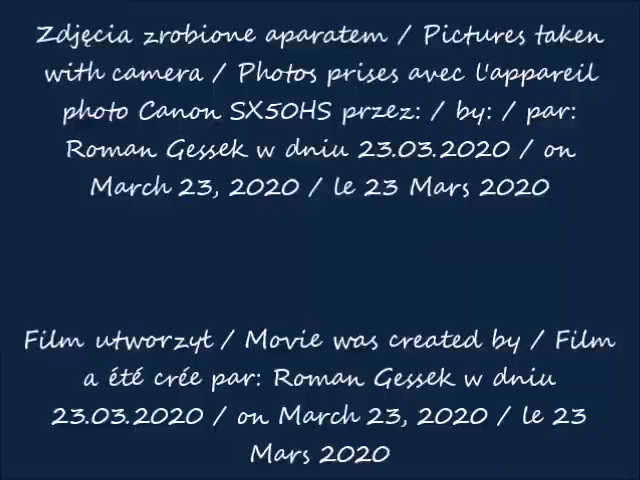 Zdjęcia zrobione aparatem / Pictures taken
with camera / Photos prises avec l'appareil
photo Canon SX50HS przez: / by: / par:
Roman Gessek w dniu 23.03.2020 / on
March 23, 2020 / le 23 Mars 2020
Film utworzył / Movie was created by / Film
a été crée par: Roman Gessek w dniu
23.03.2020 / on March 23, 2020 / le 23
Mars 2020